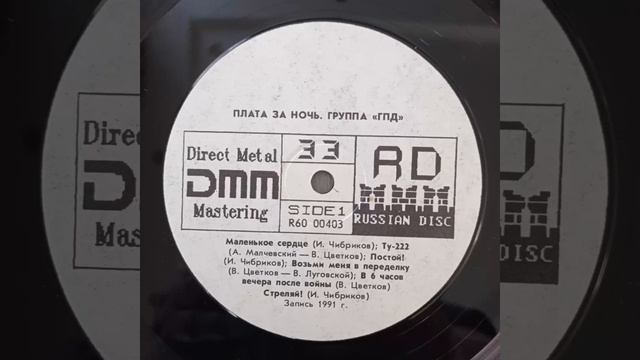 ПЛАТА ЗА НОЧЬ. ГРУППА «ГПД»
Direct Metal
DMM
Mastering
33
SIDE 1
R60 00403
RD
RUSSIAN DISC
Маленькое сердце (И. Чибриков); Ту-222
(А. Малчевский — В. Цветков); Постой!
(И. Чибриков); Возьми меня в переделку
(В. Цветков — В. Луговской); В 6 часов
вечера после войны (В. Цветков)
Стреляй! (И. Чибриков)
Запись 1991 г.